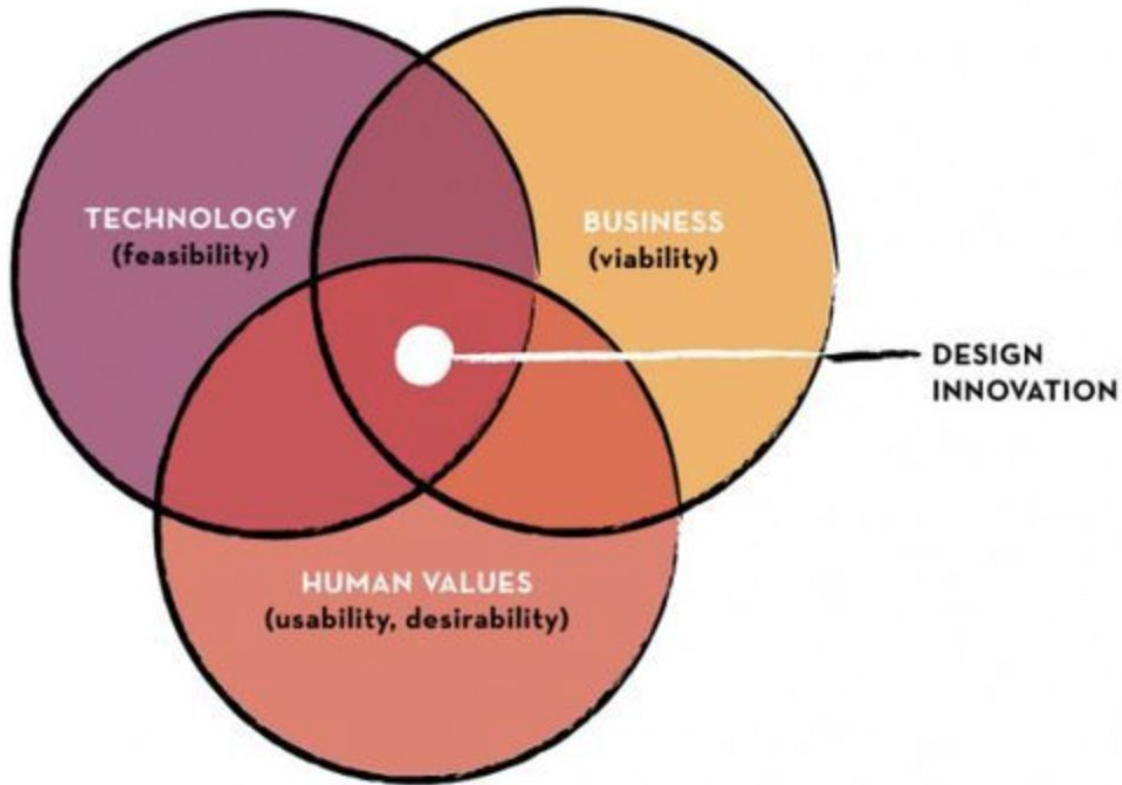 TECHNOLOGY
(feasibility)
BUSINESS
(viability)
DESIGN
INNOVATION
HUMAN VALUES
(usability, desirability)